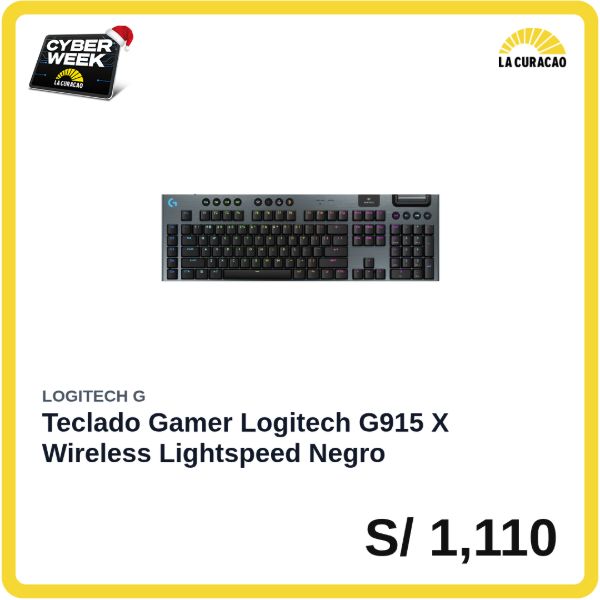 CYBER
WEEK
LA CURACAO
LA CURACAO
LOGITECH G
Teclado Gamer Logitech G915 X
Wireless Lightspeed Negro
S/ 1,110